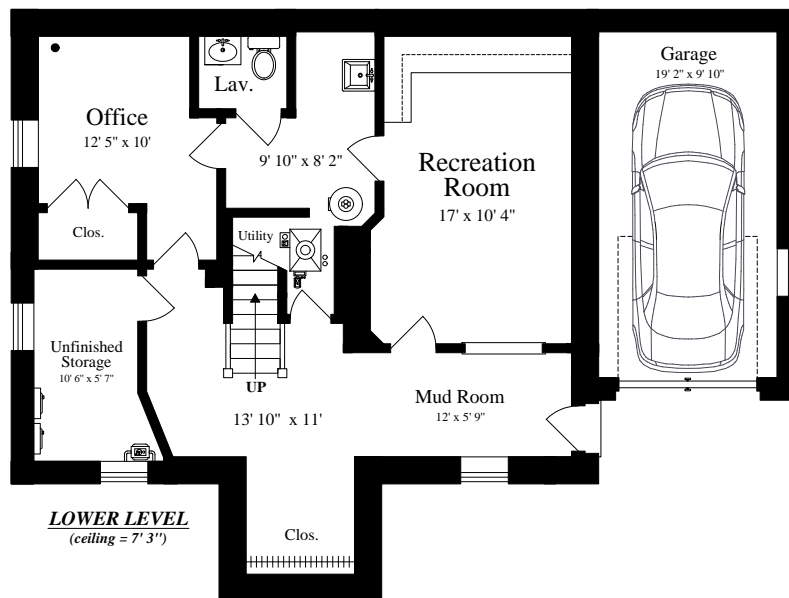 Garage
19' 2" x 9' 10"
Lav.
Office
12' 5" x 10'
9' 10" x 8' 2"
Recreation
Room
17' x 10' 4"
Clos.
Utility
Unfinished
Storage
10' 6" x 5' 7"
UP
Mud Room
12' x 5' 9"
13' 10" x 11'
LOWER LEVEL
(ceiling = 7' 3")
Clos.